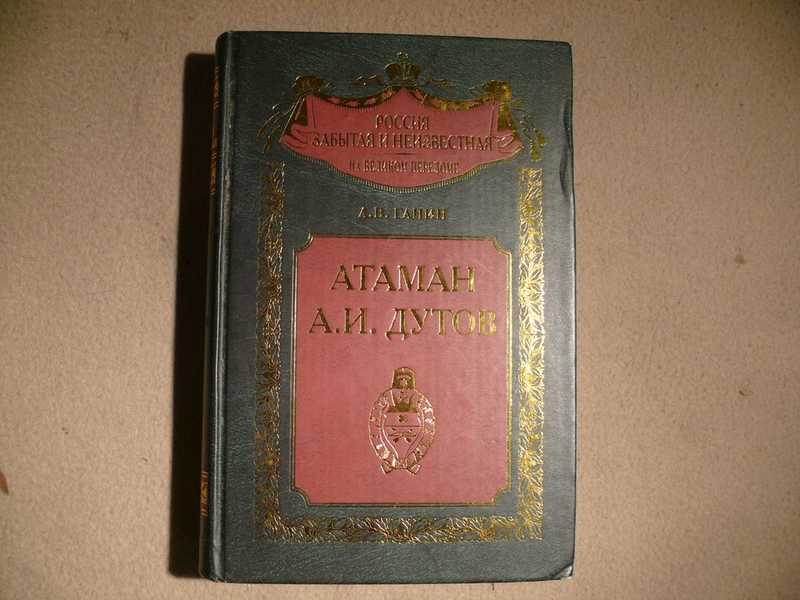 РОССИЯ
ЗАБЫТАЯ И НЕИЗВЕСТНАЯ
НА ВЕЛИКОМ ПЕРЕЛОМЕ
А.В. ГАНИН
АТАМАН
А.И. ДУТОВ